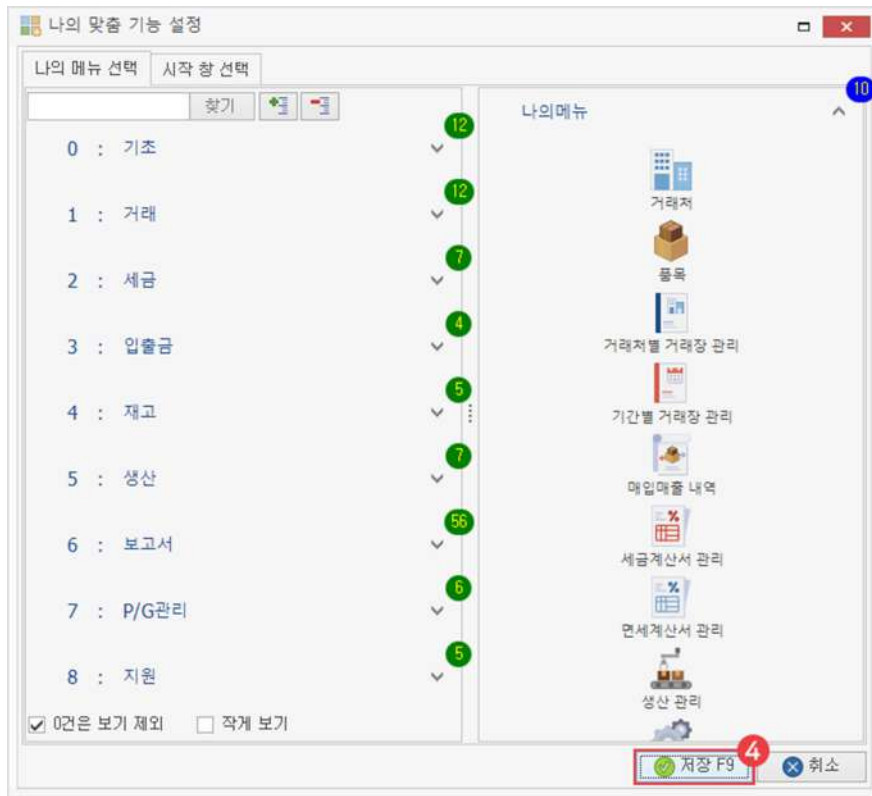 나의 맞춤 기능 설정
나의 메뉴 선택 시작 창 선택
찾기
0 : 기초 12
1 : 거래 12
2 : 세금 7
3 : 입출금 4
4 : 재고 5
5 : 생산 7
6 : 보고서 56
7 : P/G관리 6
8 : 지원 5
0건은 보기 제외 작게 보기
나의메뉴 10
거래처
품목
거래처별 거래장 관리
기간별 거래장 관리
매입매출 내역
세금계산서 관리
면세계산서 관리
생산 관리
저장 F9 4 취소